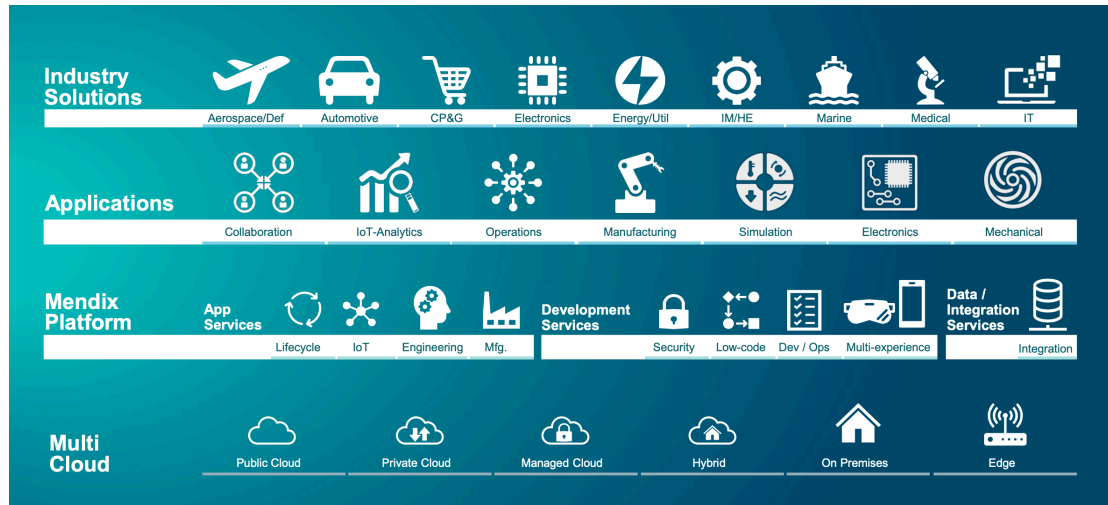 Industry
Solutions
Aerospace/Def
Automotive
CP&G
Electronics
Energy/Util
IM/HE
Marine
Medical
IT
Applications
Collaboration
IoT-Analytics
Operations
Manufacturing
Simulation
Electronics
Mechanical
Mendix
Platform
App
Services
Lifecycle
IoT
Engineering
Mfg.
Development
Services
Security
Low-code
Dev / Ops
Multi-experience
Data /
Integration
Services
Integration
Multi
Cloud
Public Cloud
Private Cloud
Managed Cloud
Hybrid
On Premises
Edge